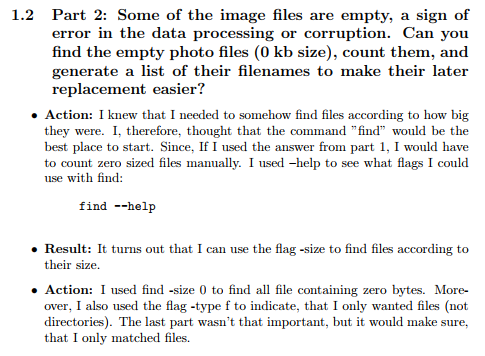 1.2 Part 2: Some of the image files are empty, a sign of
error in the data processing or corruption. Can you
find the empty photo files (0 kb size), count them, and
generate a list of their filenames to make their later
replacement easier?
• Action: I knew that I needed to somehow find files according to how big
they were. I, therefore, thought that the command ”find” would be the
best place to start. Since, If I used the answer from part 1, I would have
to count zero sized files manually. I used –help to see what flags I could
use with find:
find --help
• Result: It turns out that I can use the flag -size to find files according to
their size.
• Action: I used find -size 0 to find all file containing zero bytes. More-
over, I also used the flag -type f to indicate, that I only wanted files (not
directories). The last part wasn’t that important, but it would make sure,
that I only matched files.